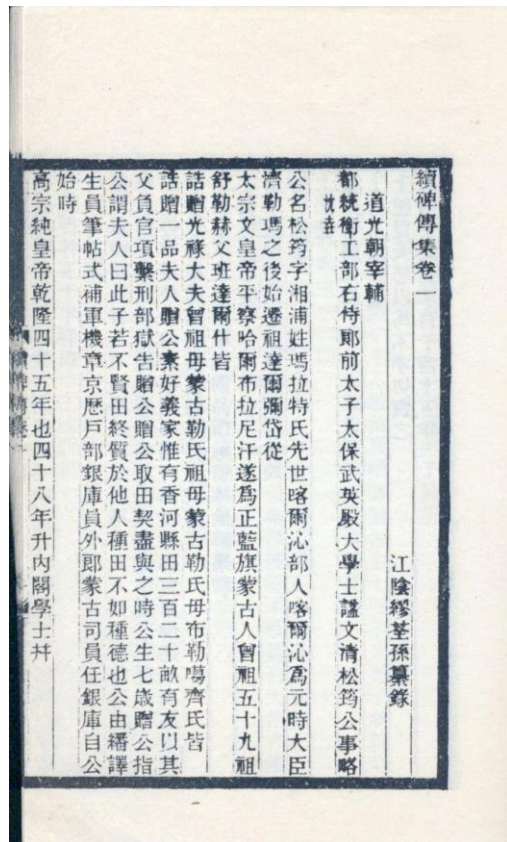 續碑傳集卷一
江陰繆荃孫纂錄
道光朝宰輔
都統銜工部右侍郎前太子太保武英殿大學士諡文清松筠公事略
公名松筠字湘浦姓瑪拉特氏先世喀爾沁部人喀爾沁爲元時大臣
濟勒瑪之後始遷祖達爾彌岱從
太宗文皇帝平察哈爾布拉尼汗遂爲正藍旗蒙古人曾祖五十九祖
舒勒赫父班達爾什皆
誥贈光祿大夫曾祖母蒙古勒氏祖母蒙古勒氏母布勒噶齊氏皆
誥贈一品夫人贈公素好義家惟有香河縣田三百二十畝有友以其
父負官項繫刑部獄告贈公贈公取田契盡與之時公生七歲贈公指
公謂夫人曰此子若不賢田終質於他人種田不如種德也公由繙譯
生員筆帖式補軍機章京歷戶部銀庫員外郎蒙古司員任銀庫自公
始時
高宗純皇帝乾隆四十五年也四十八年升內閣學士幷